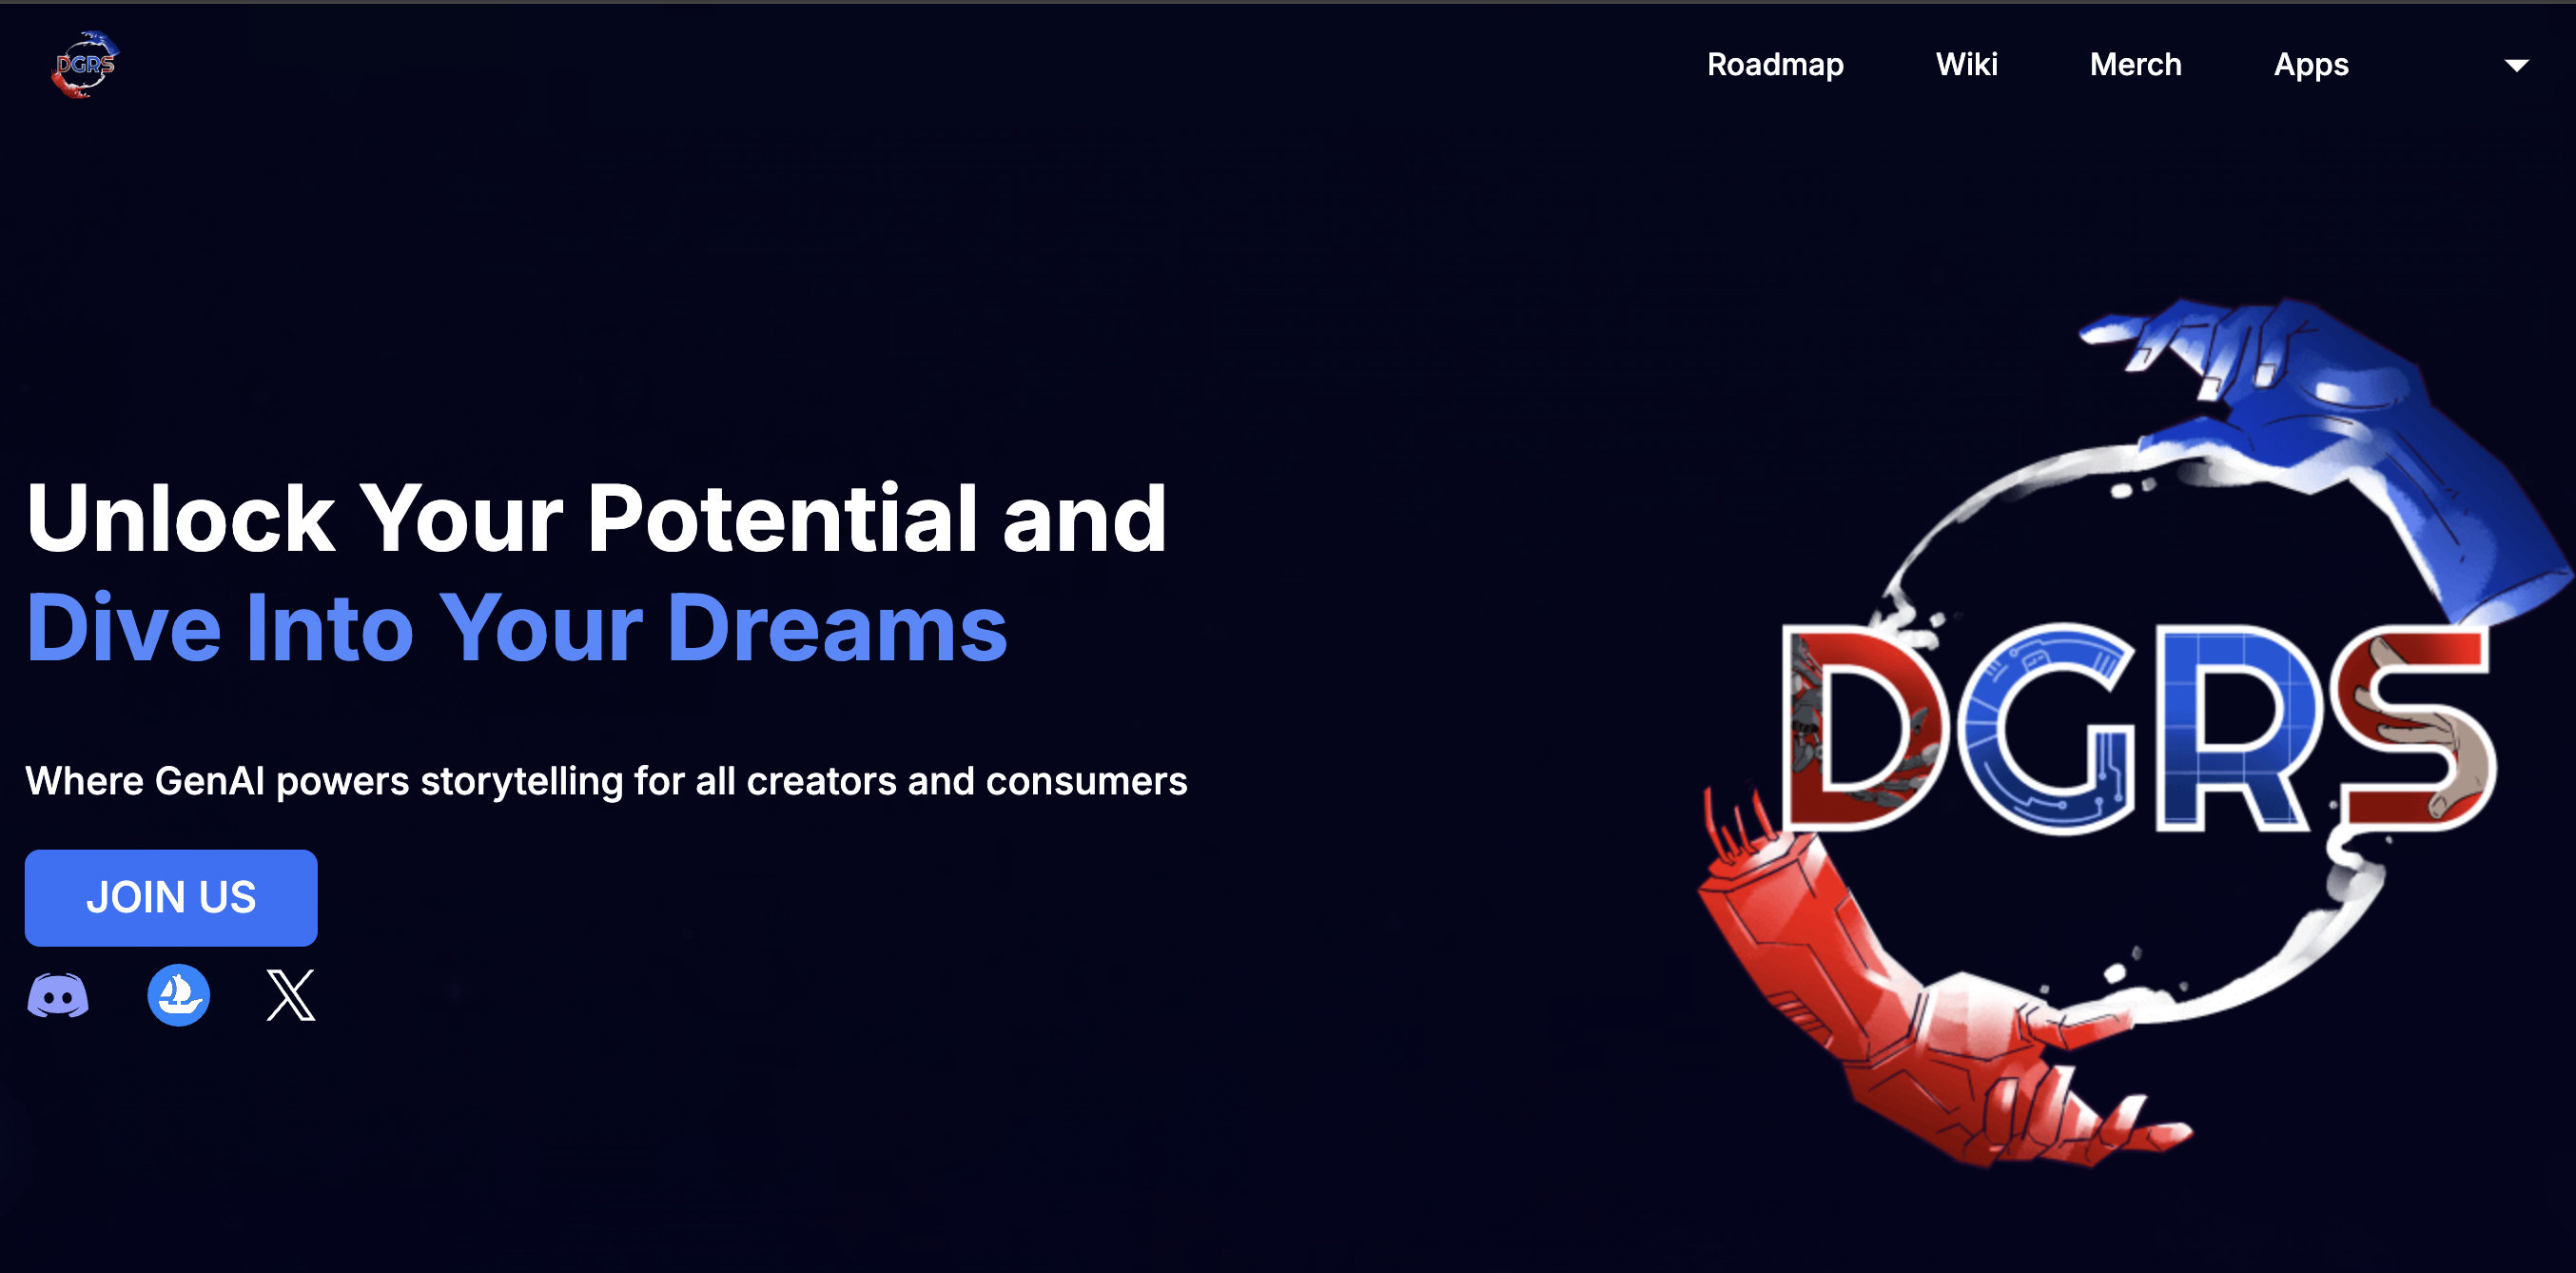 DGRS
Roadmap
Wiki
Merch
Apps
Unlock Your Potential and
Dive Into Your Dreams
Where GenAI powers storytelling for all creators and consumers
JOIN US
DGRS